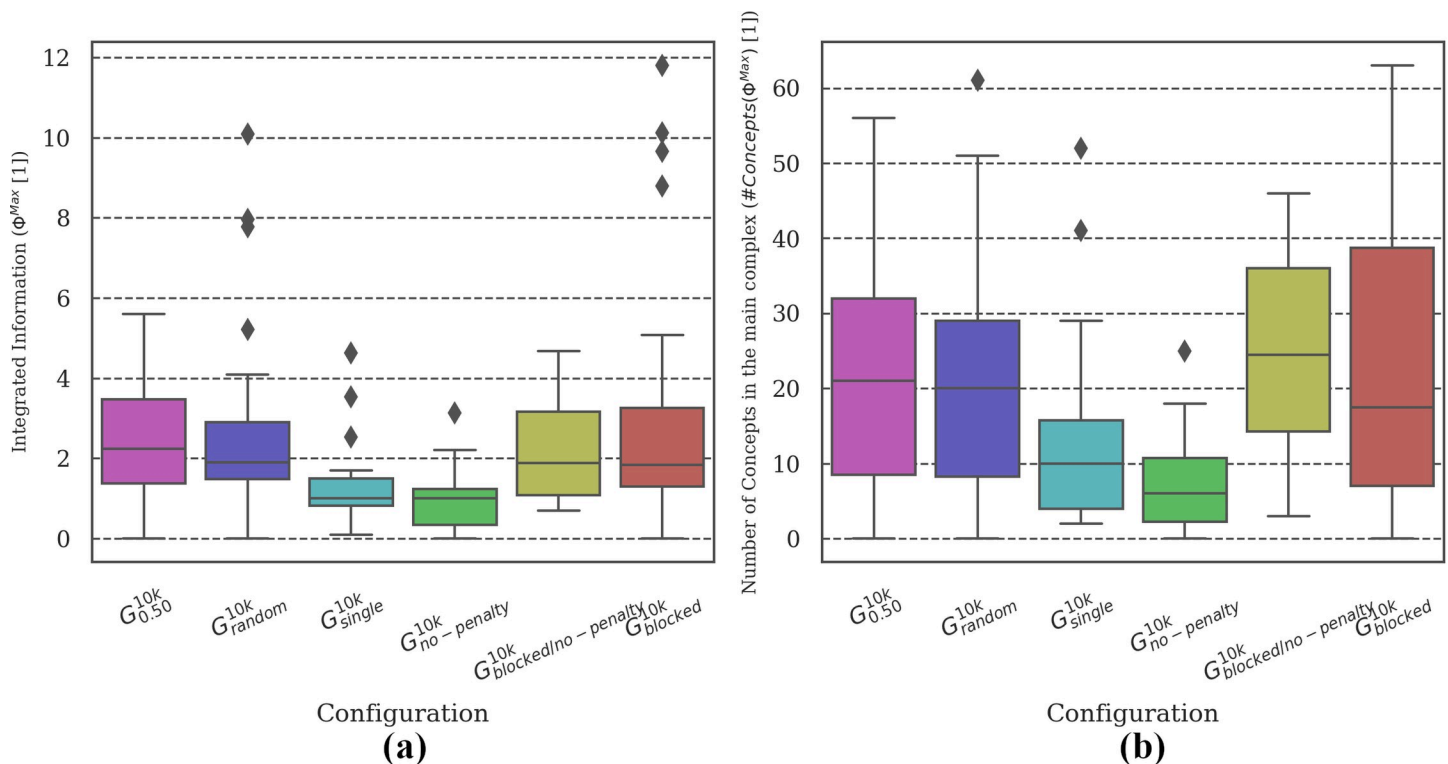 Integrated Information (Φ^Max [1])
12
10
8
6
4
2
0
G^10k_0.50
G^10k_random
G^10k_single
G^10k_no−penalty
G^10k_blocked/no−penalty
G^10k_blocked
Configuration
(a)
Number of Concepts in the main complex (#Concepts(Φ^Max) [1]
60
50
40
30
20
10
0
G^10k_0.50
G^10k_random
G^10k_single
G^10k_no−penalty
G^10k_blocked/no−penalty
G^10k_blocked
Configuration
(b)